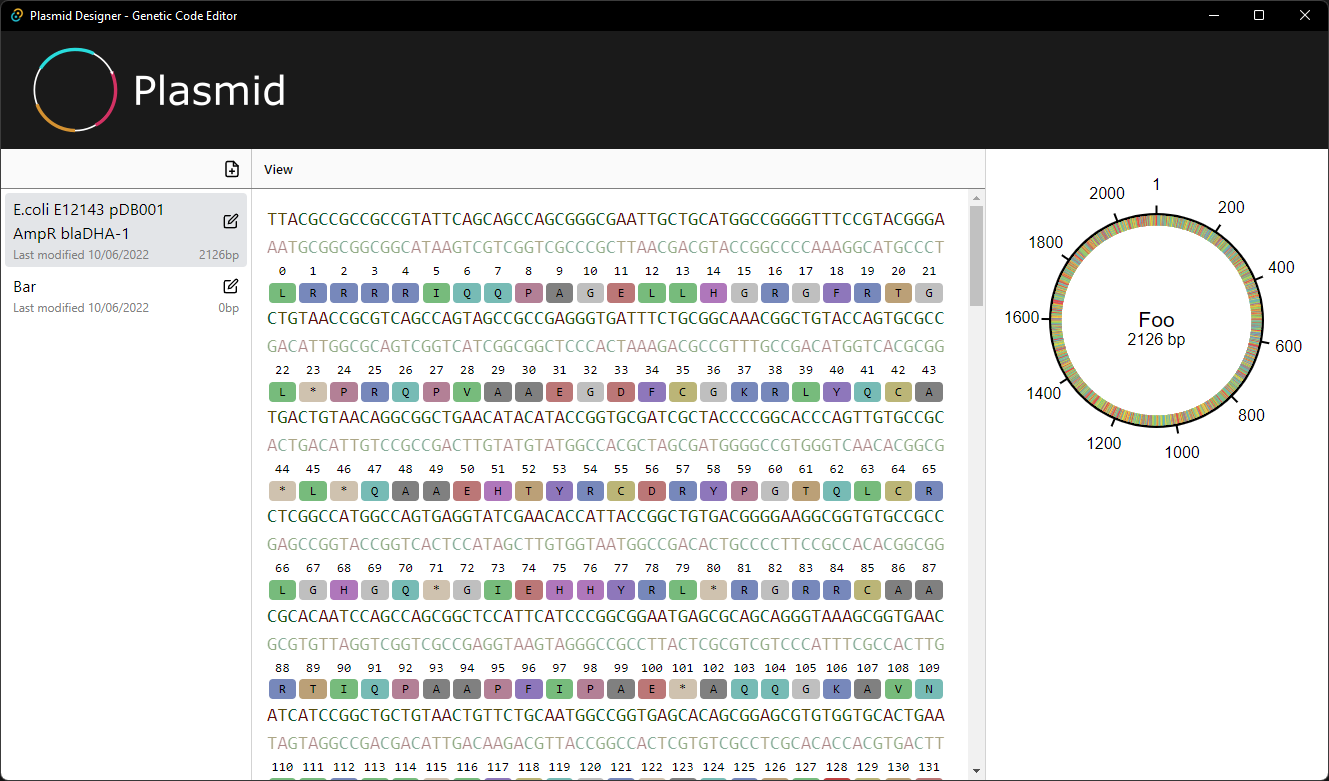 Plasmid Designer - Genetic Code Editor
Plasmid
View
E.coli E12143 pDB001
AmpR blaDHA-1
Last modified 10/06/2022 2126bp
Bar
Last modified 10/06/2022 0bp
TTACGCCGCCGCCGTATTCAGCAGCCAGCGGGCGAATTGCTGCATGGCCGGGGTTTCCGTACGGGA
AATGCGGCGGCGGCATAAGTCGTCGGTCGCCCGCTTAACGACGTACCGGCCCCAAAGGCATGCCCT
0 1 2 3 4 5 6 7 8 9 10 11 12 13 14 15 16 17 18 19 20 21
L R R R R I Q Q P A G E L L H G R G F R T G
CTGTAACCGCGTCAGCCAGTAGCCGCCGAGGGTGATTTCTGCGGCAAACGGCTGTACCAGTGCGCC
GACATTGGCGCAGTCGGTCATCGGCGGCTCCCACTAAAGACGCCGTTTGCCGACATGGTCACGCGG
22 23 24 25 26 27 28 29 30 31 32 33 34 35 36 37 38 39 40 41 42 43
L * P R Q P V A A E G D F C G K R L Y Q C A
TGACTGTAACAGGCGGCTGAACATACATACCGGTGCGATCGCTACCCCGGCACCCAGTTGTGCCGC
ACTGACATTGTCCGCCGACTTGTATGTATGGCCACGCTAGCGATGGGGCCGTGGGTCAACACGGCG
44 45 46 47 48 49 50 51 52 53 54 55 56 57 58 59 60 61 62 63 64 65
* L * Q A A E H T Y R C D R Y P G T Q L C R
CTCGGCCATGGCCAGTGAGGTATCGAACACCATTACCGGCTGTGACGGGGAAGGCGGTGTGCCGCC
GAGCCGGTACCGGTCACTCCATAGCTTGTGGTAATGGCCGACACTGCCCCTTCCGCCACACGGCGG
66 67 68 69 70 71 72 73 74 75 76 77 78 79 80 81 82 83 84 85 86 87
L G H G Q * G I E H H Y R L * R G R R C A A
CGCACAATCCAGCCAGCGGCTCCATTCATCCCGGCGGAATGAGCGCAGCAGGGTAAAGCGGTGAAC
GCGTGTTAGGTCGGTCGCCGAGGTAAGTAGGGCCGCCTTACTCGCGTCGTCCCATTTCGCCACTTG
88 89 90 91 92 93 94 95 96 97 98 99 100 101 102 103 104 105 106 107 108 109
R T I Q P A A P F I P A E * A Q Q G K A V N
ATCATCCGGCTGCTGTAACTGTTCTGCAATGGCCGGTGAGCACAGCGGAGCGTGTGGTGCACTGAA
TAGTAGGCCGACGACATTGACAAGACGTTACCGGCCACTCGTGTCGCCTCGCACACCACGTGACTT
110 111 112 113 114 115 116 117 118 119 120 121 122 123 124 125 126 127 128 129 130 131
1
200
400
600
800
1000
1200
1400
1600
1800
2000
Foo
2126 bp